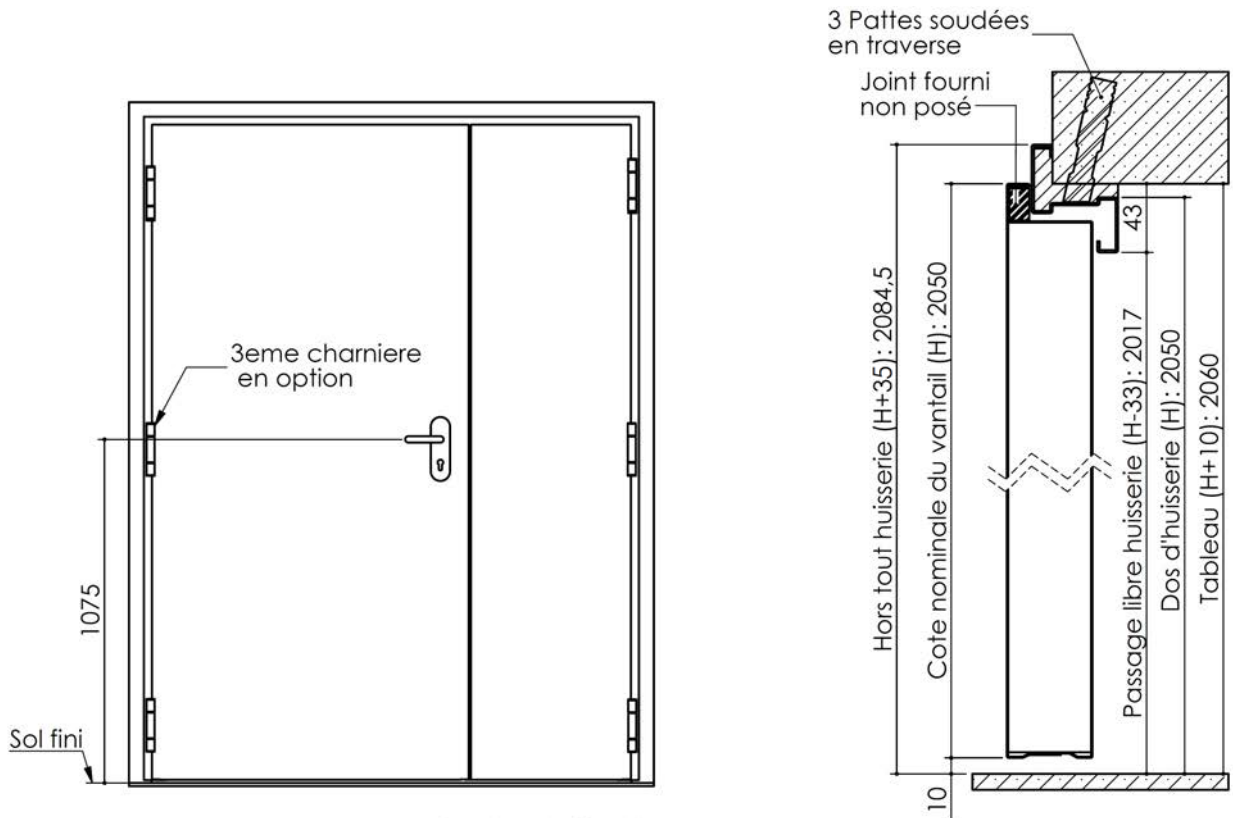 3 Pattes soudées
en traverse
Joint fourni
non posé
3eme charniere
en option
1075
Sol fini
Hors tout huisserie (H+35): 2084,5
Cote nominale du vantail (H): 2050
43
Passage libre huisserie (H-33): 2017
Dos d'huisserie (H): 2050
Tableau (H+10): 2060
10